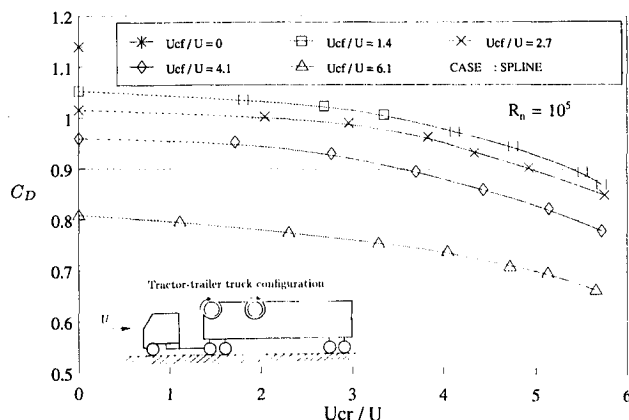 1.2
1.1
1
0.9
0.8
0.7
0.6
0.5
C_D
Ucf / U = 0
Ucf / U = 1.4
Ucf / U = 2.7
Ucf / U = 4.1
Ucf / U = 6.1
CASE : SPLINE
R_n = 10^5
Tractor-trailer truck configuration
U
0 1 2 3 4 5 6
Ucr / U